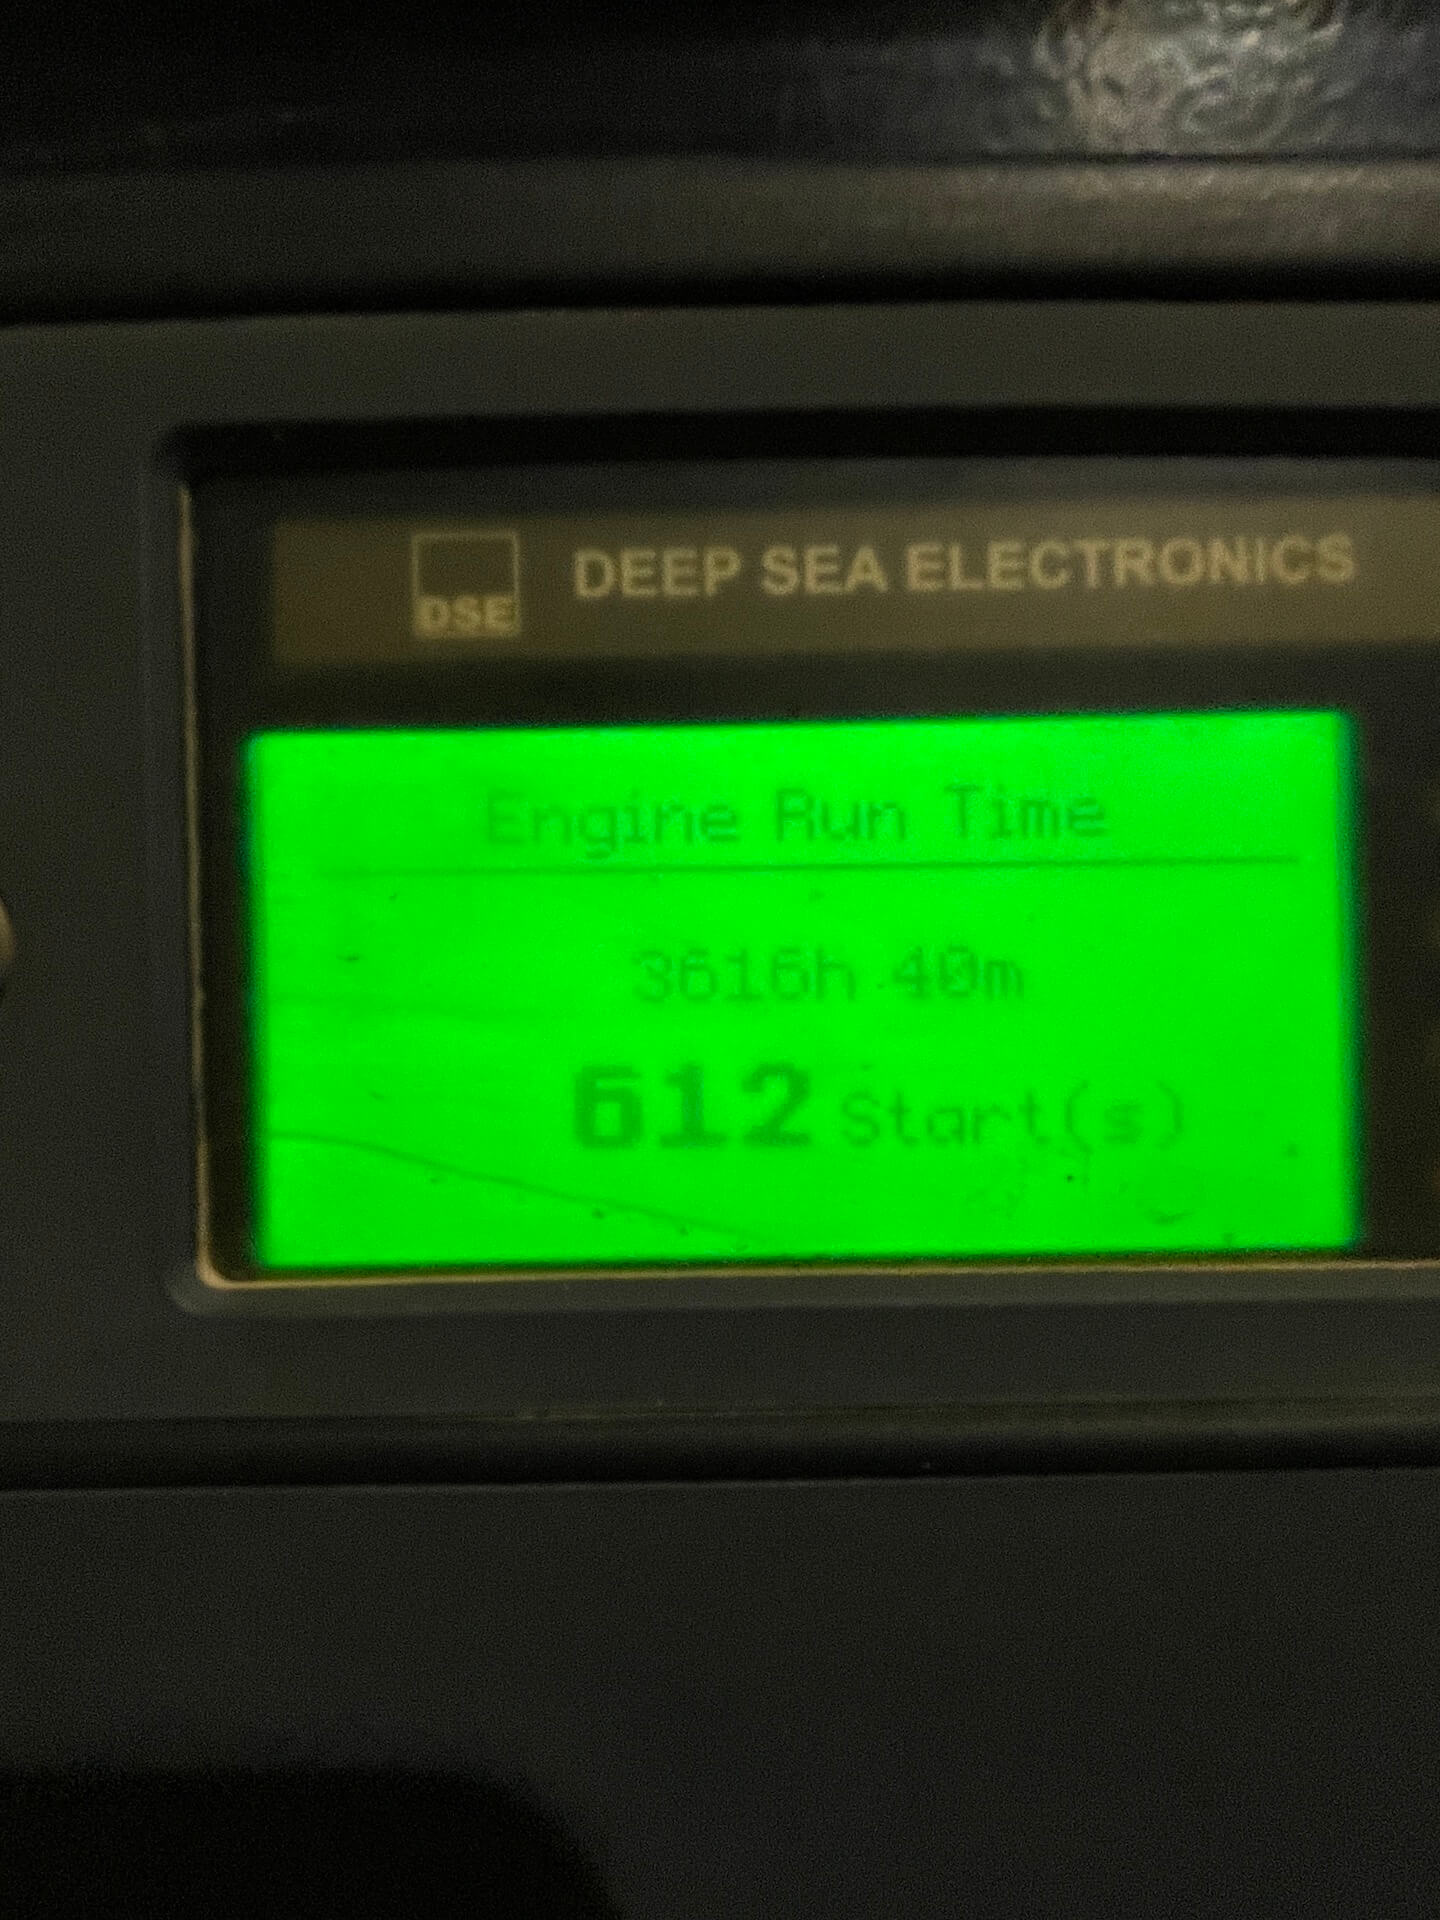 DSE DEEP SEA ELECTRONICS
Engine Run Time
3616h 40m
612 Start(s)